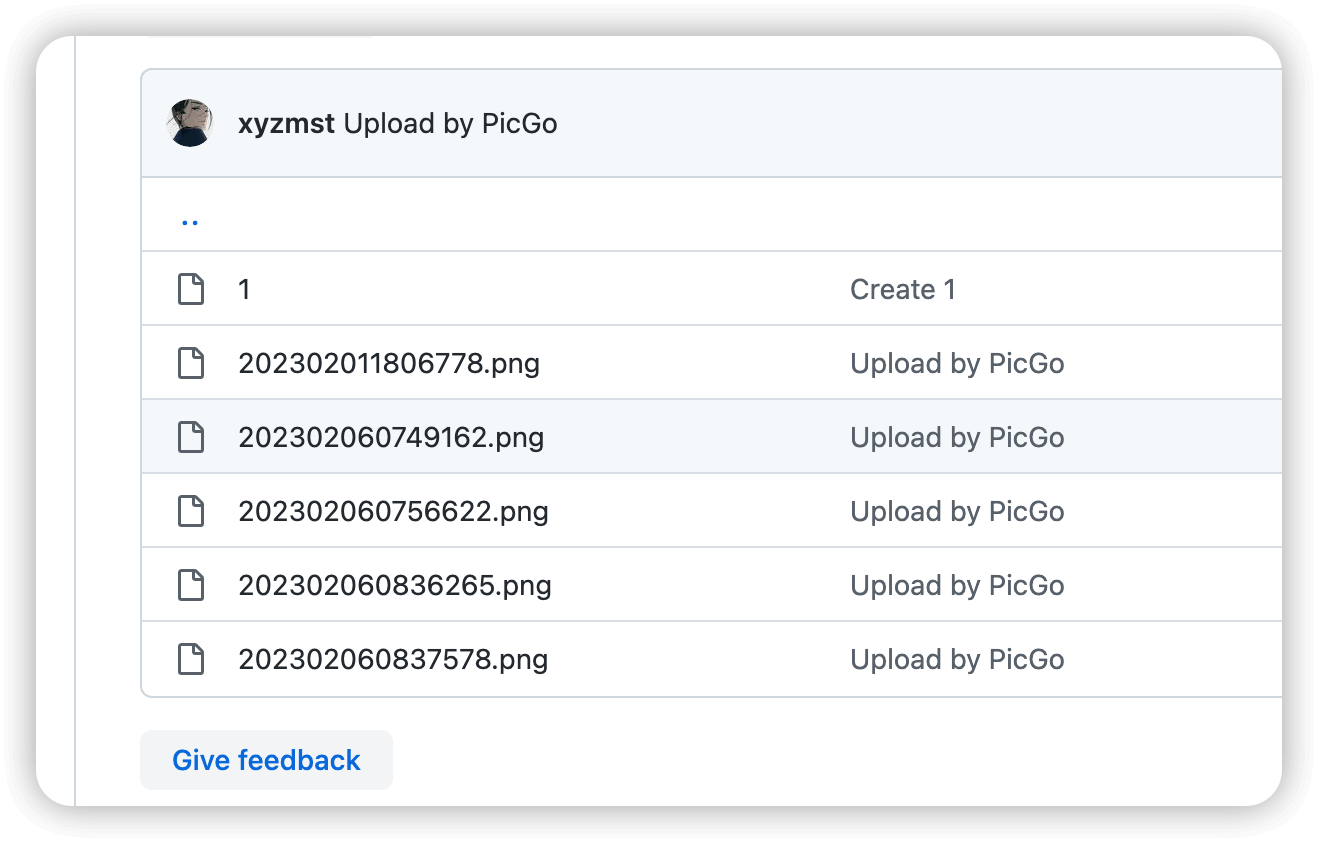 xyzmst Upload by PicGo
..
1 Create 1
202302011806778.png Upload by PicGo
202302060749162.png Upload by PicGo
202302060756622.png Upload by PicGo
202302060836265.png Upload by PicGo
202302060837578.png Upload by PicGo
Give feedback